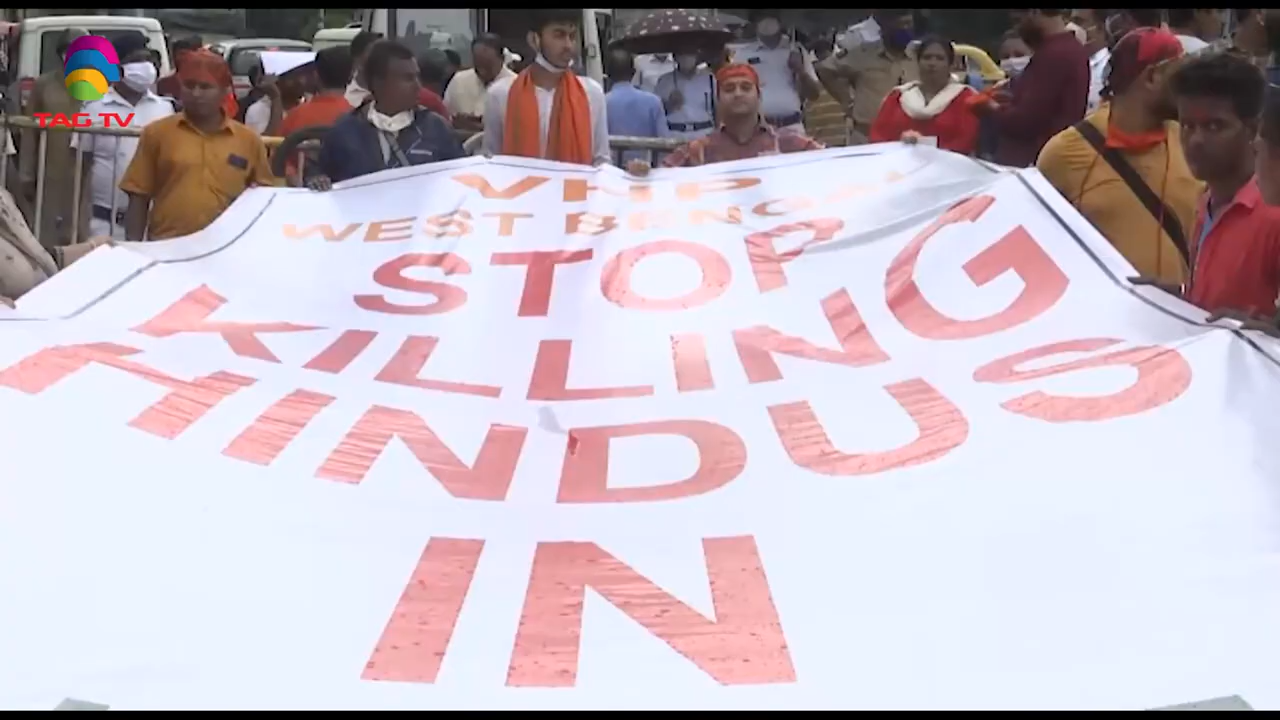 TAG TV
VHP
WEST BENGAL
STOP
KILLING
HINDUS
IN